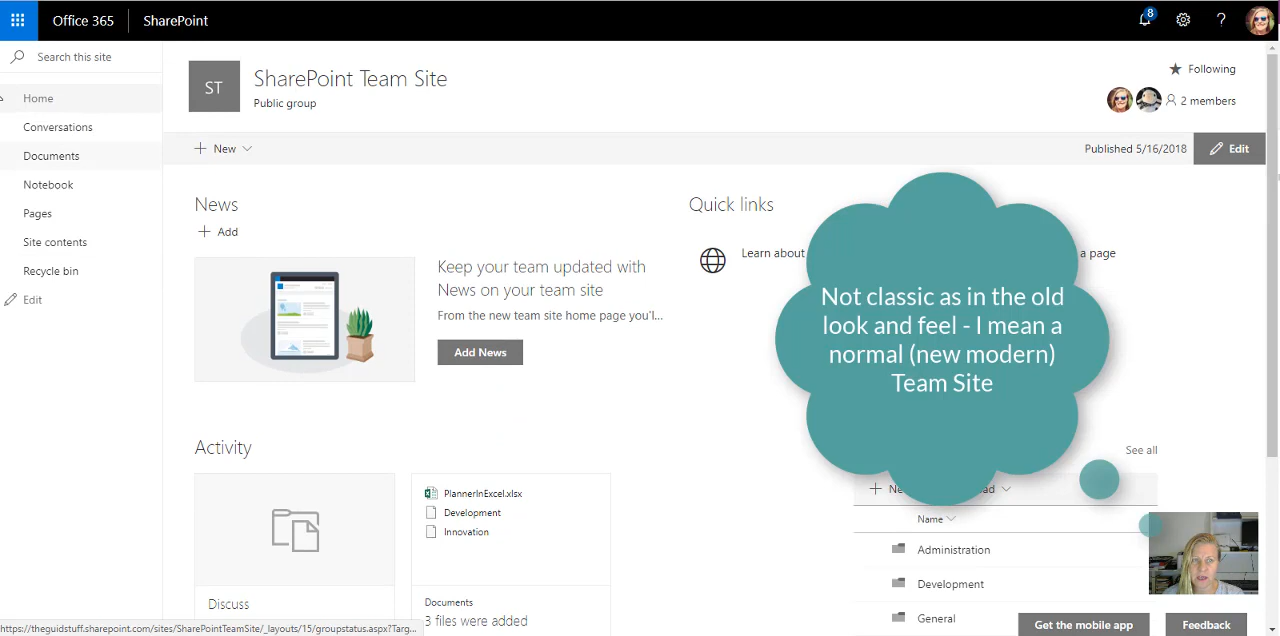 Office 365
SharePoint
8
?
Search this site
Home
Conversations
Documents
Notebook
Pages
Site contents
Recycle bin
Edit
ST
SharePoint Team Site
Public group
Following
2 members
New
Published 5/16/2018
Edit
News
Add
Keep your team updated with
News on your team site
From the new team site home page you'l...
Add News
Quick links
Learn about
a page
Not classic as in the old
look and feel - I mean a
normal (new modern)
Team Site
Activity
See all
PlannerInExcel.xlsx
Development
Innovation
Discuss
Documents
3 files were added
Name
Administration
Development
General
Get the mobile app
Feedback
https://theguidstuff.sharepoint.com/sites/SharePointTeamSite/_layouts/15/groupstatus.aspx?Targ...